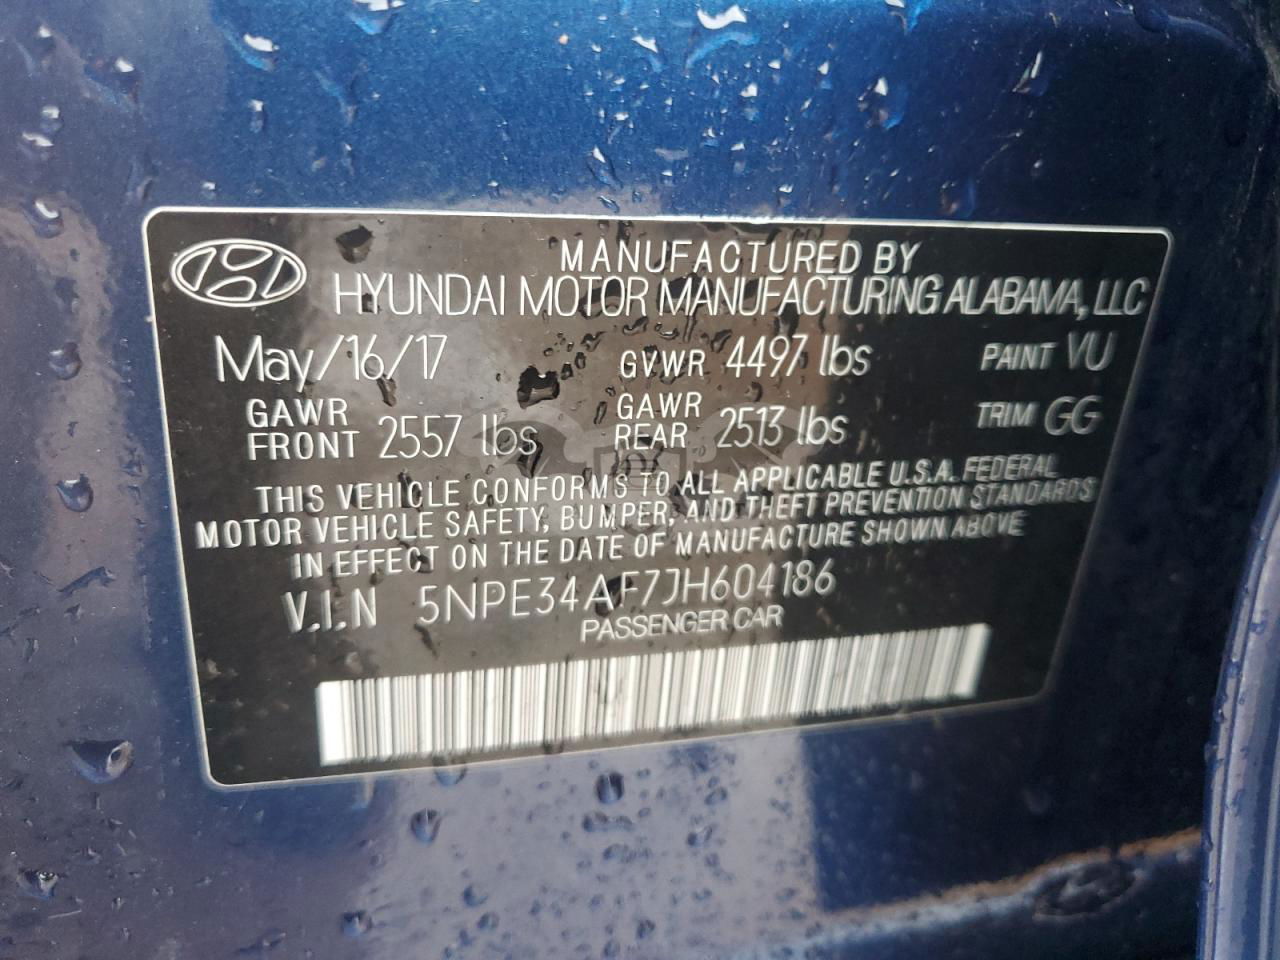 MANUFACTURED BY
HYUNDAI MOTOR MANUFACTURING ALABAMA, LLC
May/16/17 GVWR 4497 lbs PAINT VU
GAWR FRONT 2557 lbs GAWR REAR 2513 lbs TRIM GG
THIS VEHICLE CONFORMS TO ALL APPLICABLE U.S.A. FEDERAL
MOTOR VEHICLE SAFETY, BUMPER, AND THEFT PREVENTION STANDARDS
IN EFFECT ON THE DATE OF MANUFACTURE SHOWN ABOVE
V.I.N 5NPE34AF7JH604186
PASSENGER CAR